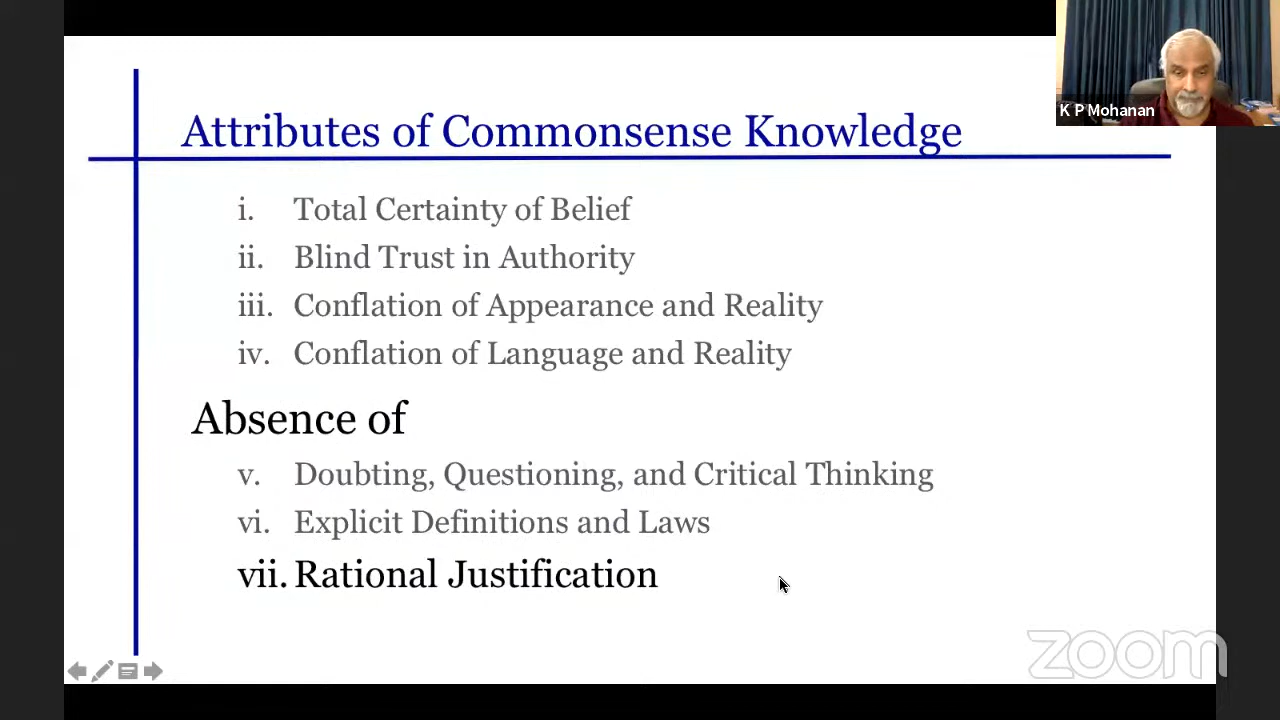 K P Mohanan
Attributes of Commonsense Knowledge
i. Total Certainty of Belief
ii. Blind Trust in Authority
iii. Conflation of Appearance and Reality
iv. Conflation of Language and Reality
Absence of
v. Doubting, Questioning, and Critical Thinking
vi. Explicit Definitions and Laws
vii. Rational Justification
zoom